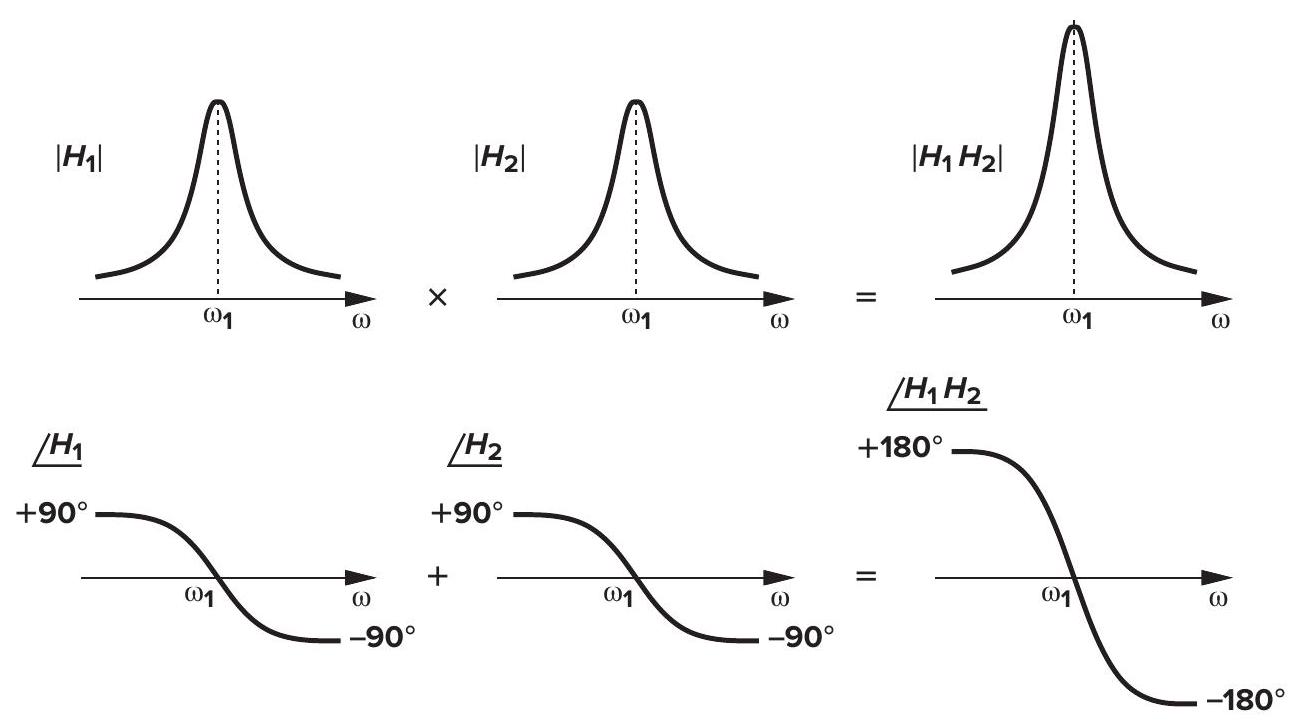 |H₁|
ω₁
ω
×
|H₂|
ω₁
ω
=
|H₁ H₂|
ω₁
ω
/H₁
+90°
ω₁
ω
–90°
+
/H₂
+90°
ω₁
ω
–90°
=
/H₁ H₂
+180°
ω₁
ω
–180°